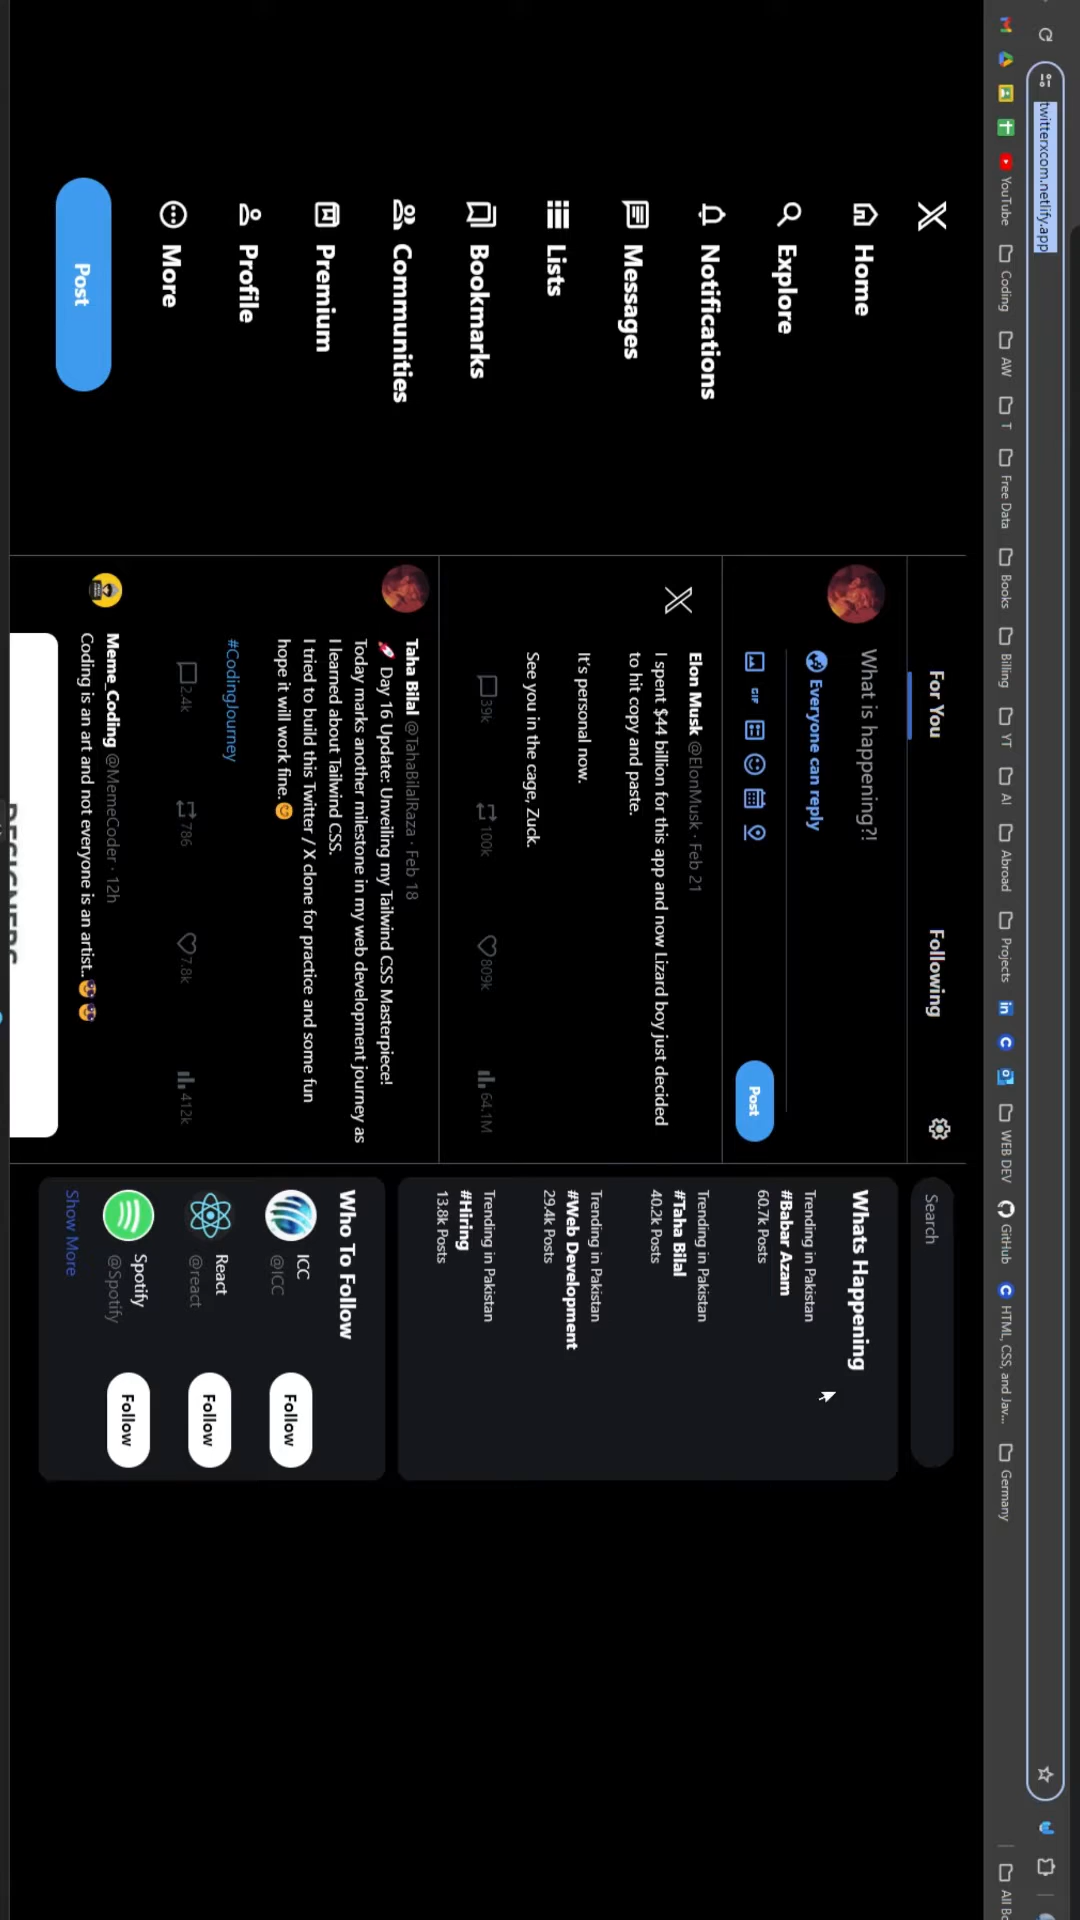 twitterxcom.netlify.app
YouTube
Coding
AW
T
Free Data
Books
Billing
YT
AI
Abroad
Projects
WEB DEV
GitHub
HTML, CSS, and Jav...
Germany
Home
Explore
Notifications
Messages
Lists
Bookmarks
Communities
Premium
Profile
More
Post
For You
Following
What is happening?!
Everyone can reply
GIF
Post
Elon Musk @ElonMusk · Feb 21
I spent $44 billion for this app and now Lizard boy just decided
to hit copy and paste.
It's personal now.
See you in the cage, Zuck.
39k 100k 809k 64.1M
Taha Bilal @TahaBilalRaza · Feb 18
🚀 Day 16 Update: Unveiling my Tailwind CSS Masterpiece!
Today marks another milestone in my web development journey as
I learned about Tailwind CSS.
I tried to build this Twitter / X clone for practice and some fun
hope it will work fine.😊
#CodingJourney
2.4k 786 7.8k 412k
Meme_Coding @MemeCoder · 12h
Coding is an art and not everyone is an artist..
DESIGNERS
Search
Whats Happening
Trending in Pakistan
#Babar Azam
60.7k Posts
Trending in Pakistan
#Taha Bilal
40.2k Posts
Trending in Pakistan
#Web Development
29.4k Posts
Trending in Pakistan
#Hiring
13.8k Posts
Who To Follow
ICC
@ICC
Follow
React
@react
Follow
Spotify
@Spotify
Follow
Show More